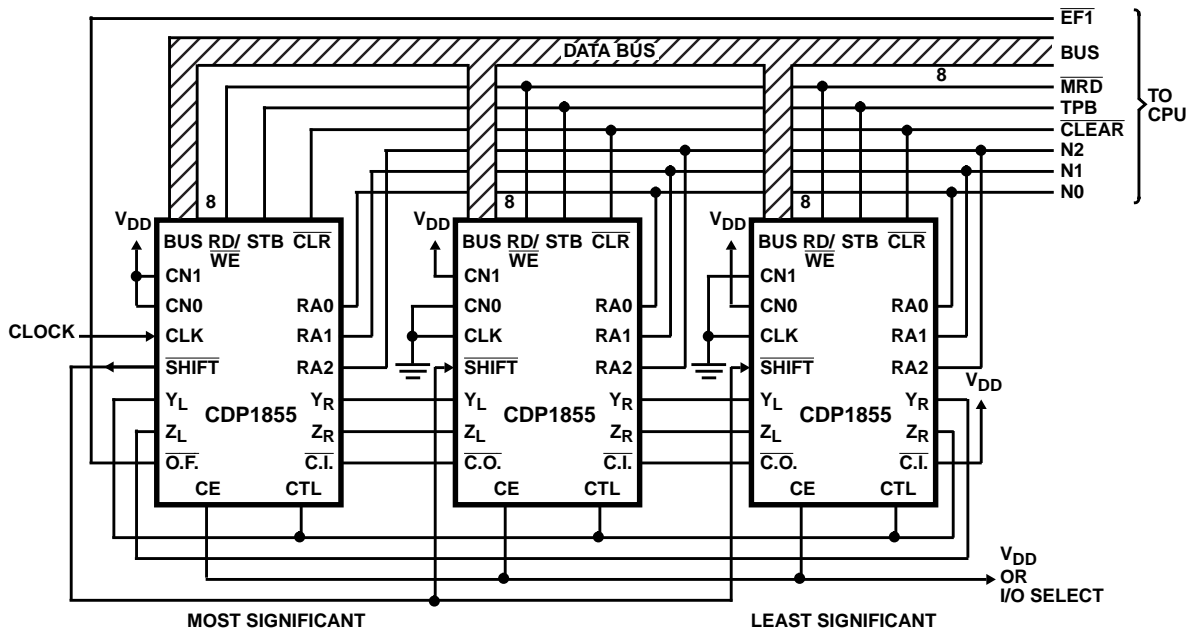 EF1
DATA BUS
BUS
8
MRD
TPB
CLEAR
N2
N1
N0
TO
CPU
8
8
8
VDD
VDD
VDD
BUS RD/WE STB CLR
CN1
CN0
CLOCK
CLK
SHIFT
YL
ZL
O.F.
RA0
RA1
RA2
CDP1855
YR
ZR
C.I.
CE
CTL
BUS RD/WE STB CLR
CN1
CN0
CLK
SHIFT
YL
ZL
C.O.
RA0
RA1
RA2
CDP1855
YR
ZR
C.I.
CE
CTL
BUS RD/WE STB CLR
CN1
CN0
CLK
SHIFT
YL
ZL
C.O.
RA0
RA1
RA2
VDD
CDP1855
YR
ZR
C.I.
CE
CTL
VDD
OR
I/O SELECT
MOST SIGNIFICANT
LEAST SIGNIFICANT